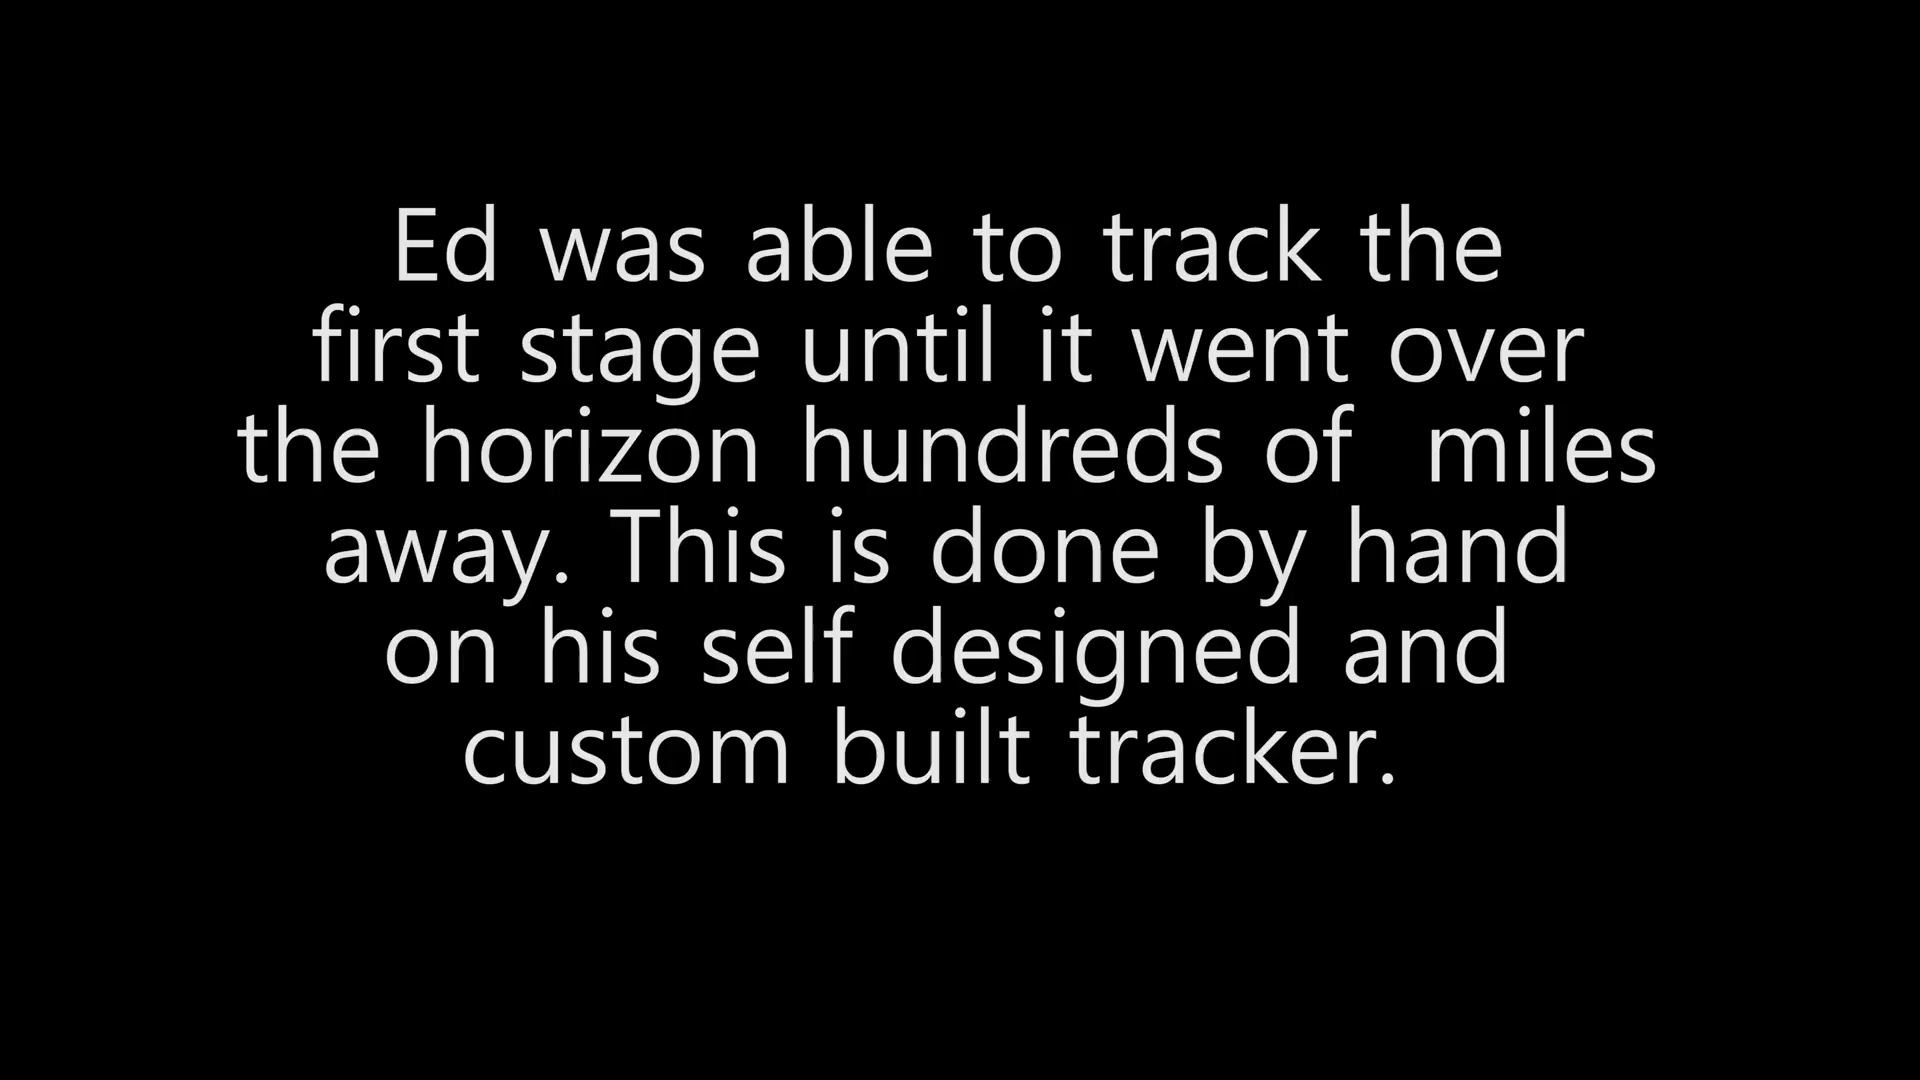 Ed was able to track the
first stage until it went over
the horizon hundreds of  miles
away. This is done by hand
on his self designed and
custom built tracker.